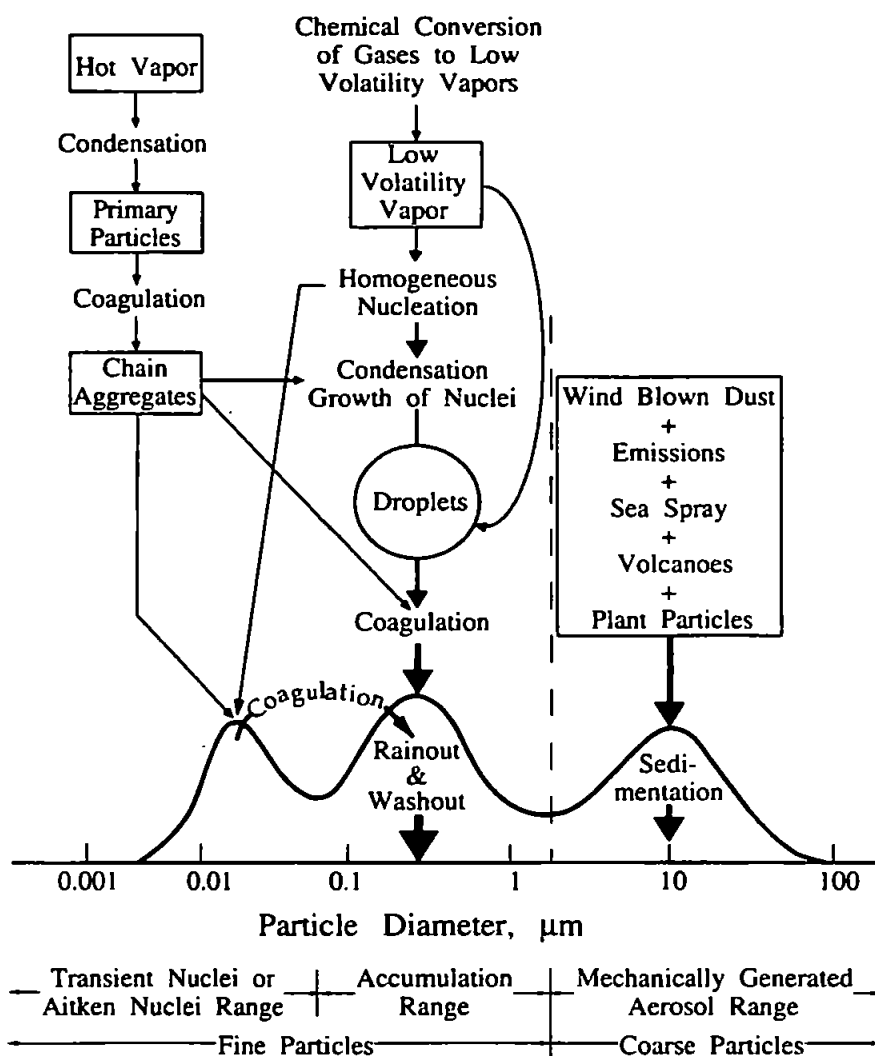 Hot Vapor
Condensation
Primary
Particles
Coagulation
Chain
Aggregates
Chemical Conversion
of Gases to Low
Volatility Vapors
Low
Volatility
Vapor
Homogeneous
Nucleation
Condensation
Growth of Nuclei
Droplets
Coagulation
Wind Blown Dust
+
Emissions
+
Sea Spray
+
Volcanoes
+
Plant Particles
Coagulation
Rainout
&
Washout
Sedi-
mentation
0.001 0.01 0.1 1 10 100
Particle Diameter, µm
Transient Nuclei or
Aitken Nuclei Range
Accumulation
Range
Mechanically Generated
Aerosol Range
Fine Particles
Coarse Particles